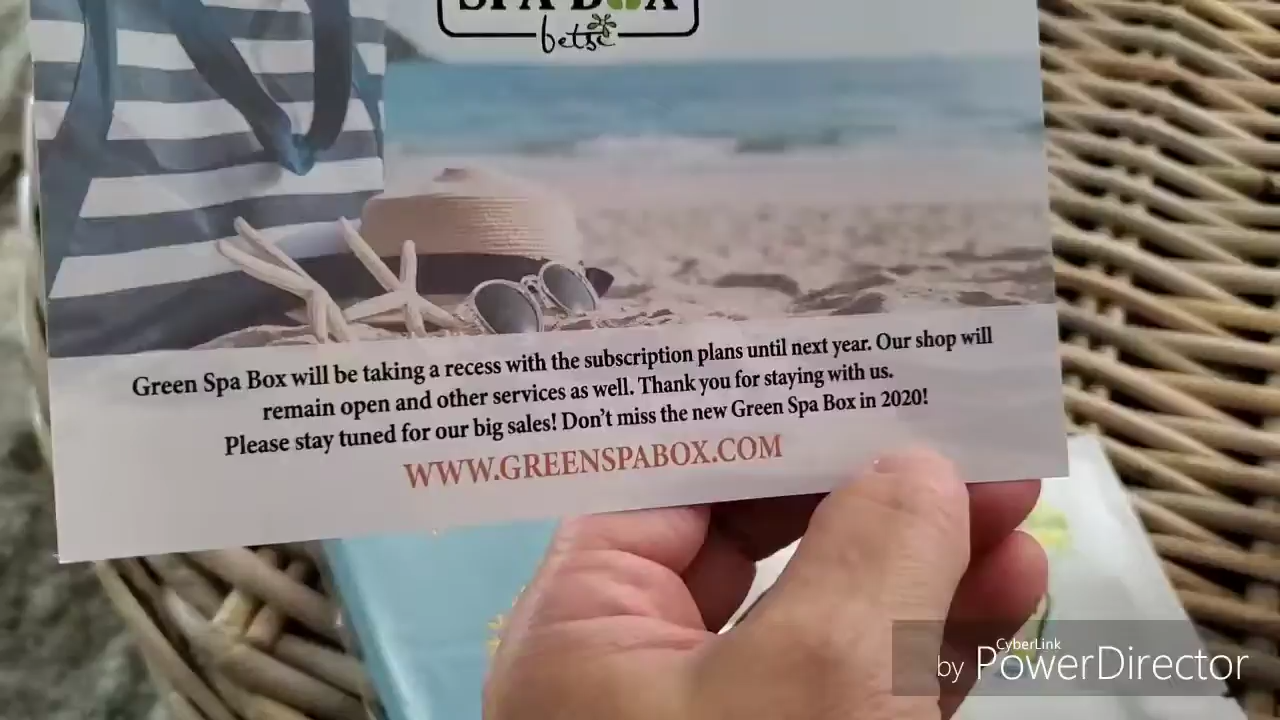 SPA BOX
betsé
Green Spa Box will be taking a recess with the subscription plans until next year. Our shop will
remain open and other services as well. Thank you for staying with us.
Please stay tuned for our big sales! Don't miss the new Green Spa Box in 2020!
WWW.GREENSPABOX.COM
CyberLink
by PowerDirector